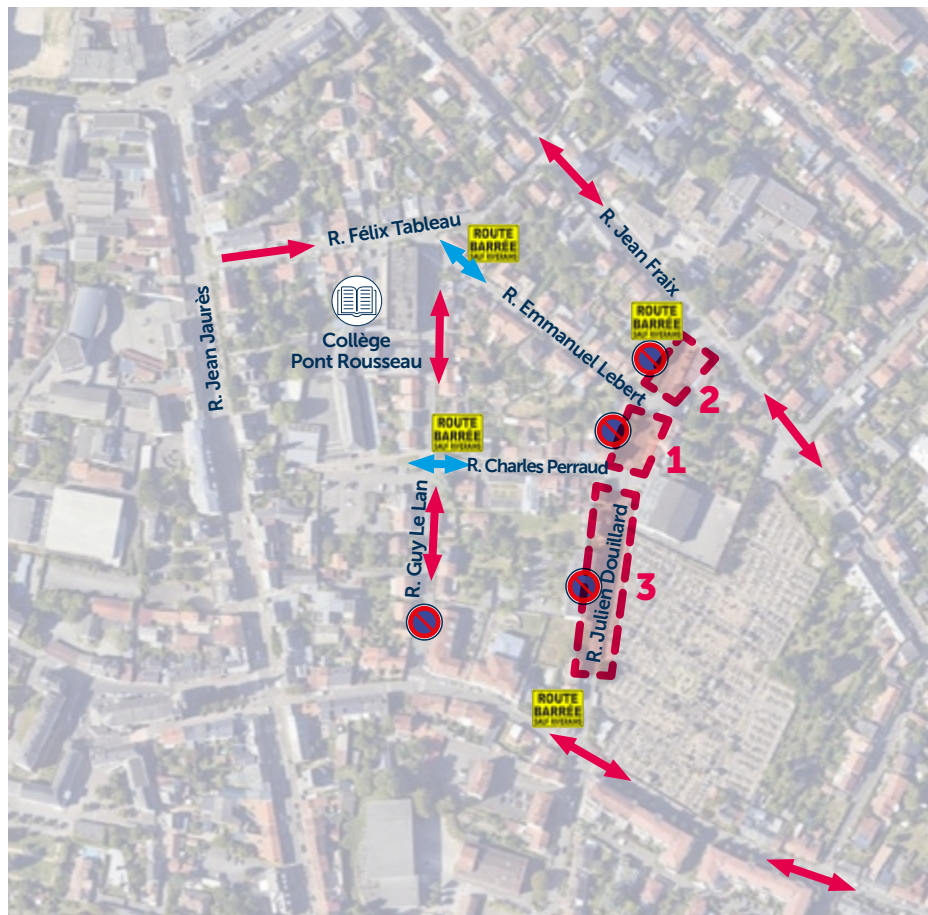 R. Félix Tableau
ROUTE
BARRÉE
SAUF RIVERAINS
R. Jean Fraix
R. Jean Jaurès
R. Emmanuel Lebert
ROUTE
BARRÉE
SAUF RIVERAINS
Collège
Pont Rousseau
2
ROUTE
BARRÉE
SAUF RIVERAINS
1
R. Charles Perraud
R. Guy Le Lan
R. Julien Douillard
3
ROUTE
BARRÉE
SAUF RIVERAINS